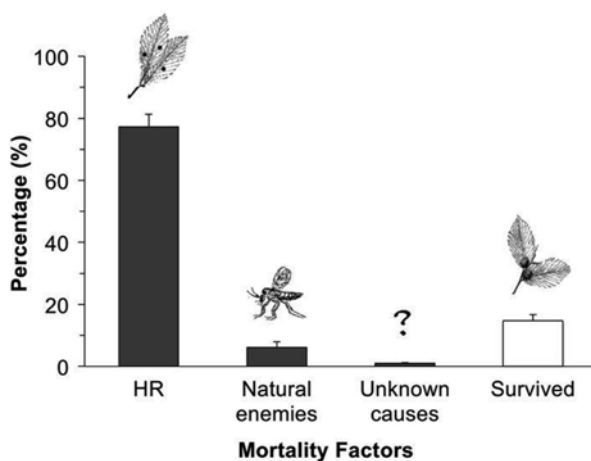 Percentage (%)
100
80
60
40
20
0
?
HR
Natural
enemies
Unknown
causes
Survived
Mortality Factors